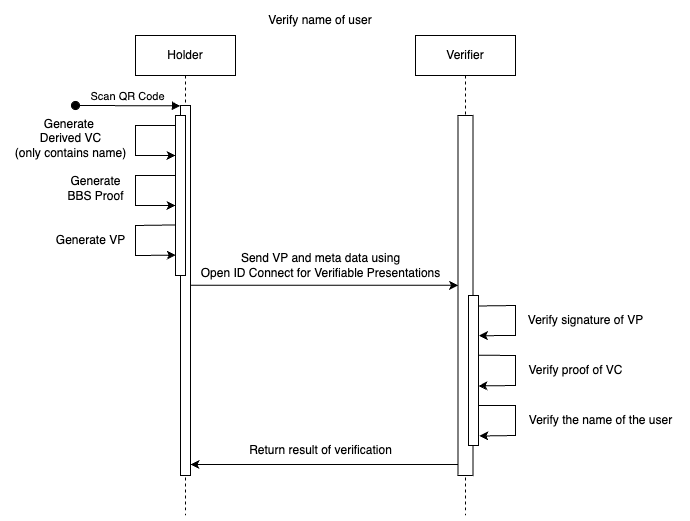 Verify name of user
Holder
Verifier
Scan QR Code
Generate
Derived VC
(only contains name)
Generate
BBS Proof
Generate VP
Send VP and meta data using
Open ID Connect for Verifiable Presentations
Verify signature of VP
Verify proof of VC
Verify the name of the user
Return result of verification